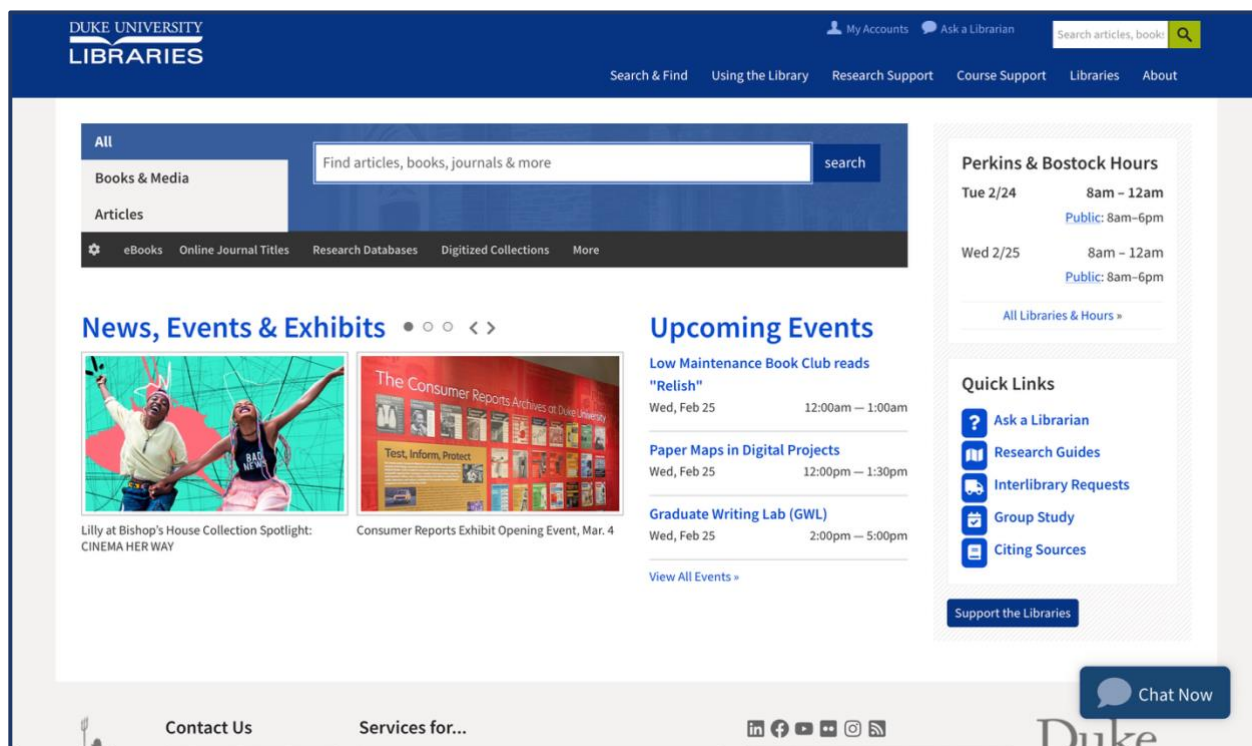 DUKE UNIVERSITY
LIBRARIES
My Accounts
Ask a Librarian
Search articles, book
Search & Find
Using the Library
Research Support
Course Support
Libraries
About
All
Books & Media
Articles
Find articles, books, journals & more
search
eBooks
Online Journal Titles
Research Databases
Digitized Collections
More
News, Events & Exhibits
BAD
NEWS
Lilly at Bishop's House Collection Spotlight:
CINEMA HER WAY
The Consumer Reports Archives at Duke University
Test, Inform, Protect
Consumer Reports Exhibit Opening Event, Mar. 4
Upcoming Events
Low Maintenance Book Club reads
"Relish"
Wed, Feb 25 12:00am — 1:00am
Paper Maps in Digital Projects
Wed, Feb 25 12:00pm — 1:30pm
Graduate Writing Lab (GWL)
Wed, Feb 25 2:00pm — 5:00pm
View All Events »
Perkins & Bostock Hours
Tue 2/24 8am – 12am
Public: 8am–6pm
Wed 2/25 8am – 12am
Public: 8am–6pm
All Libraries & Hours »
Quick Links
Ask a Librarian
Research Guides
Interlibrary Requests
Group Study
Citing Sources
Support the Libraries
Chat Now
Contact Us
Services for...
Duke